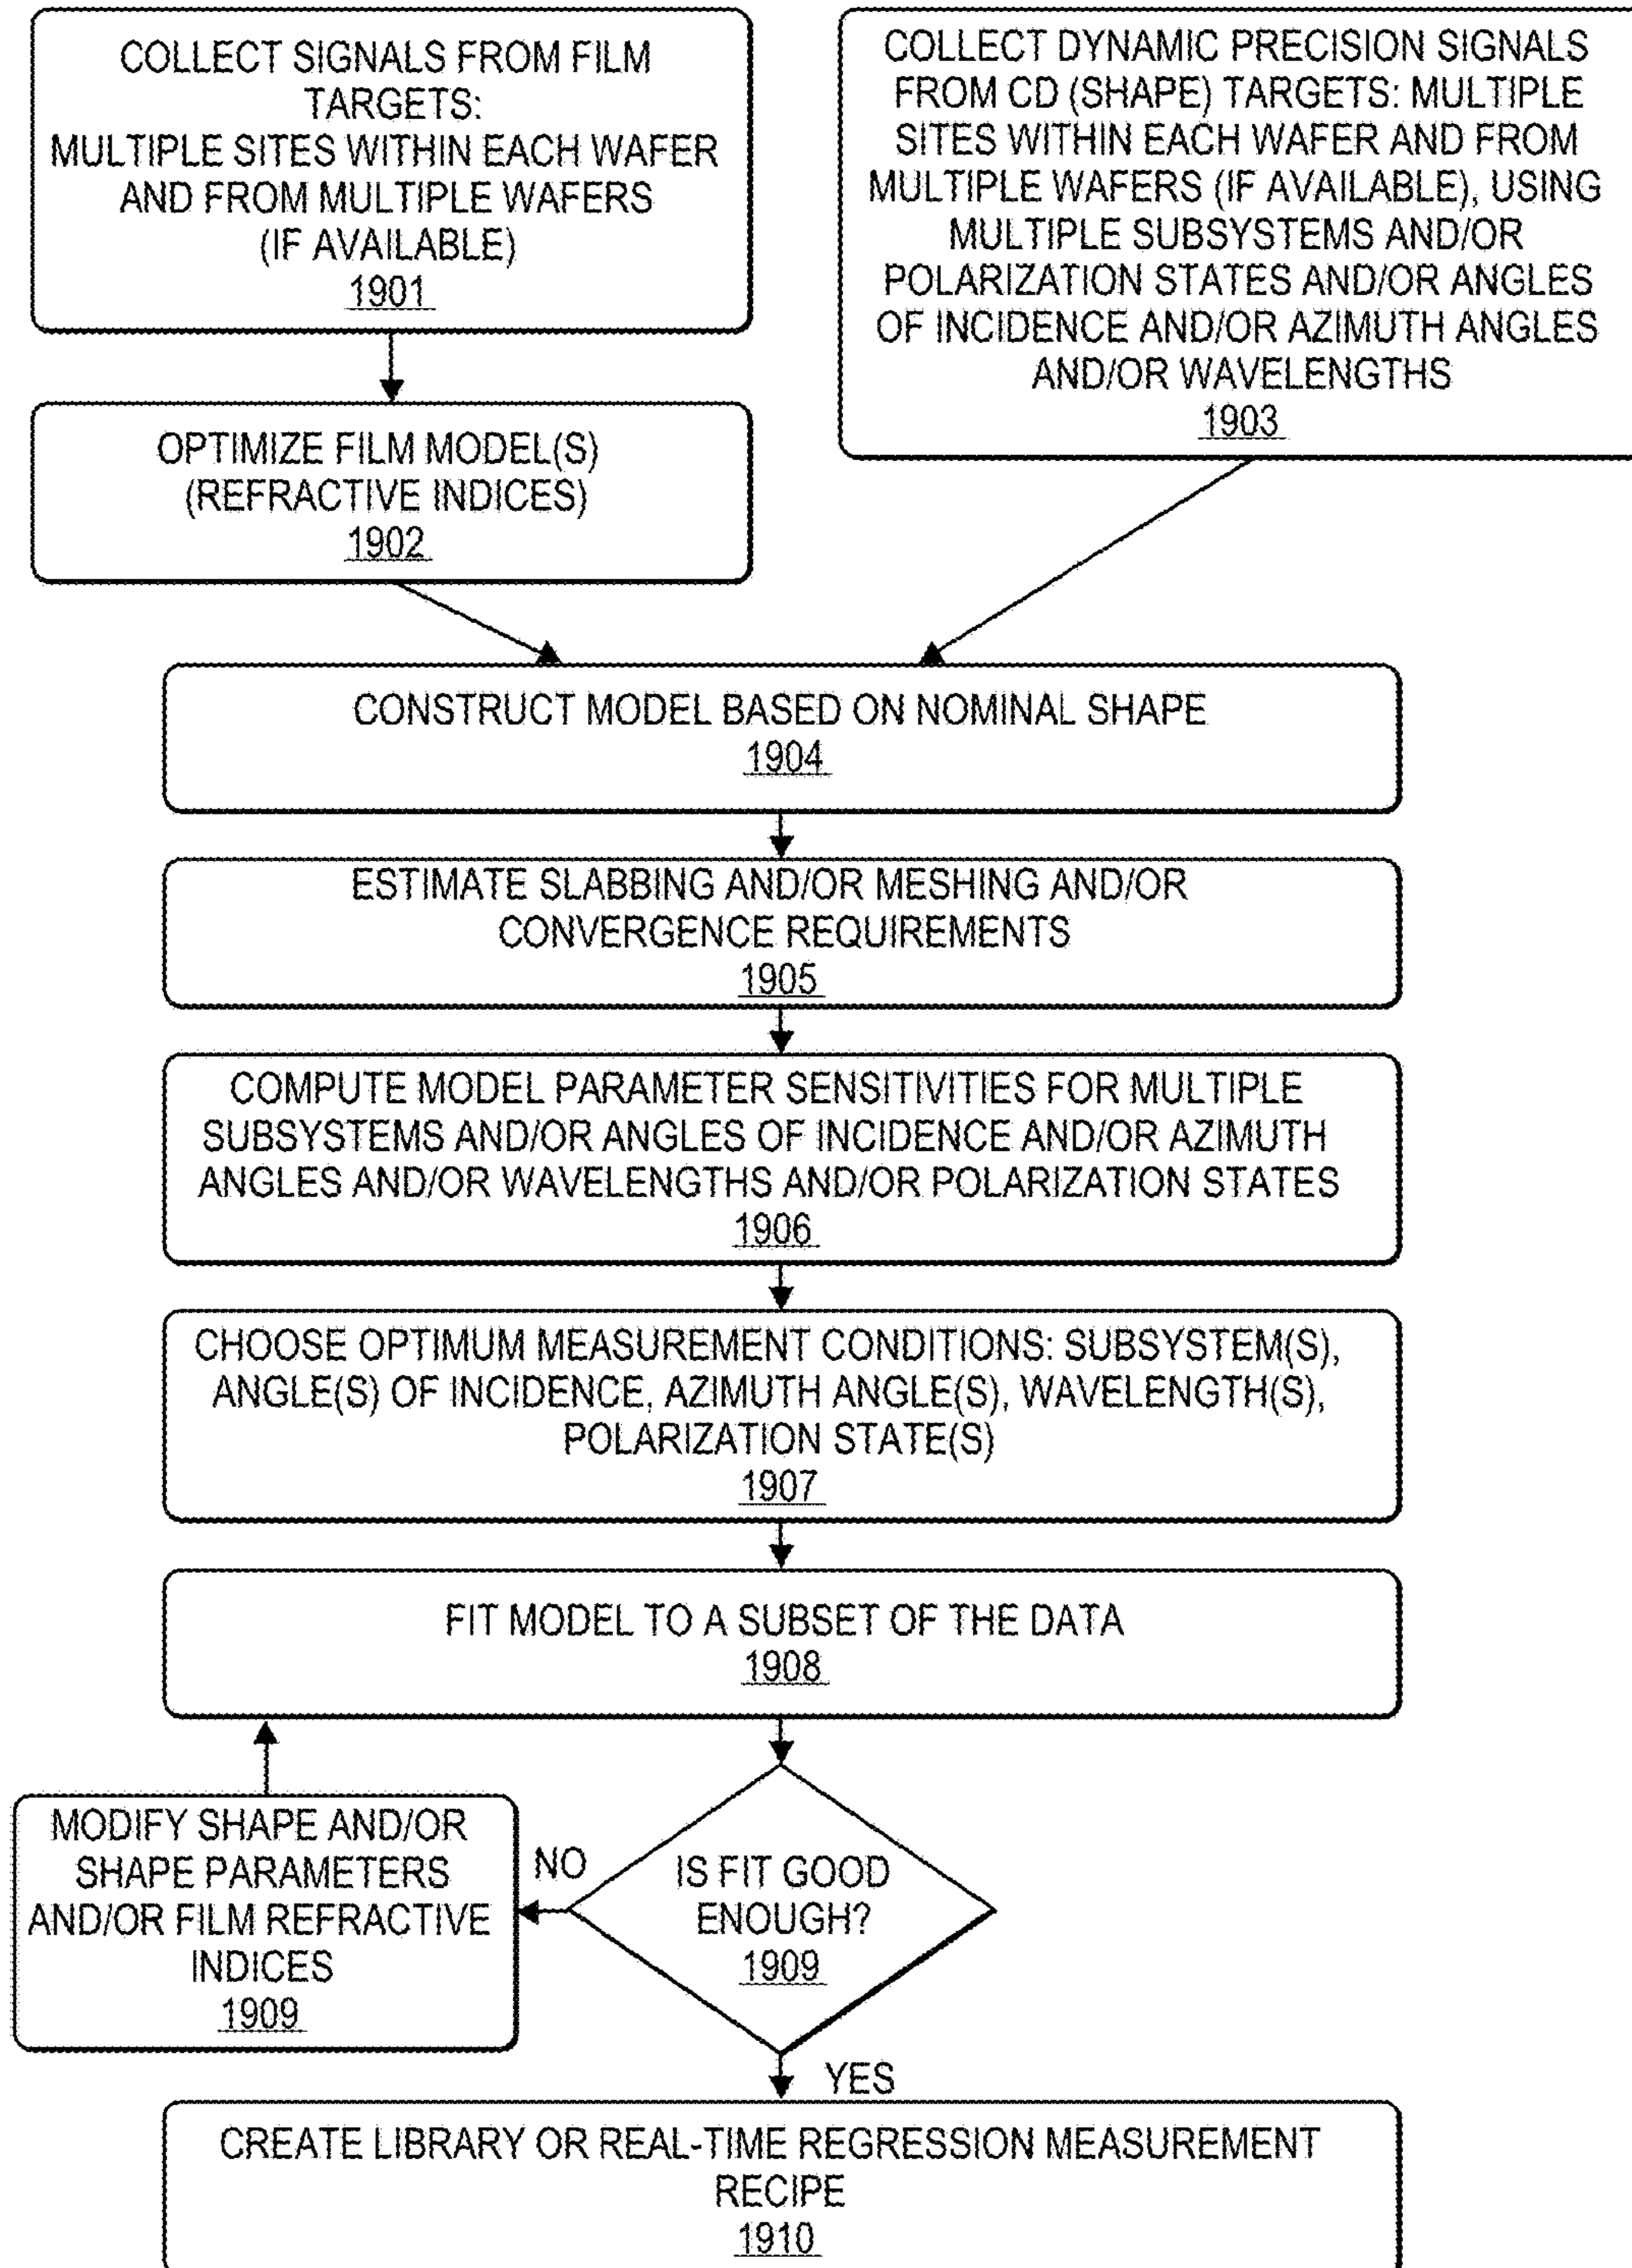 COLLECT SIGNALS FROM FILM
TARGETS:
MULTIPLE SITES WITHIN EACH WAFER
AND FROM MULTIPLE WAFERS
(IF AVAILABLE)
1901
COLLECT DYNAMIC PRECISION SIGNALS
FROM CD (SHAPE) TARGETS: MULTIPLE
SITES WITHIN EACH WAFER AND FROM
MULTIPLE WAFERS (IF AVAILABLE), USING
MULTIPLE SUBSYSTEMS AND/OR
POLARIZATION STATES AND/OR ANGLES
OF INCIDENCE AND/OR AZIMUTH ANGLES
AND/OR WAVELENGTHS
1903
OPTIMIZE FILM MODEL(S)
(REFRACTIVE INDICES)
1902
CONSTRUCT MODEL BASED ON NOMINAL SHAPE
1904
ESTIMATE SLABBING AND/OR MESHING AND/OR
CONVERGENCE REQUIREMENTS
1905
COMPUTE MODEL PARAMETER SENSITIVITIES FOR MULTIPLE
SUBSYSTEMS AND/OR ANGLES OF INCIDENCE AND/OR AZIMUTH
ANGLES AND/OR WAVELENGTHS AND/OR POLARIZATION STATES
1906
CHOOSE OPTIMUM MEASUREMENT CONDITIONS: SUBSYSTEM(S),
ANGLE(S) OF INCIDENCE, AZIMUTH ANGLE(S), WAVELENGTH(S),
POLARIZATION STATE(S)
1907
FIT MODEL TO A SUBSET OF THE DATA
1908
MODIFY SHAPE AND/OR
SHAPE PARAMETERS
AND/OR FILM REFRACTIVE
INDICES
1909
NO
IS FIT GOOD
ENOUGH?
1909
YES
CREATE LIBRARY OR REAL-TIME REGRESSION MEASUREMENT
RECIPE
1910